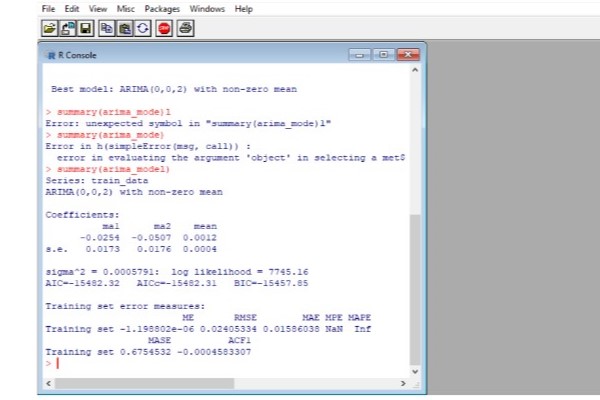 File Edit View Misc Packages Windows Help
R Console
Best model: ARIMA(0,0,2) with non-zero mean
> summary(arima_mode)l
Error: unexpected symbol in "summary(arima_mode)l"
> summary(arima_mode)
Error in h(simpleError(msg, call)) :
error in evaluating the argument 'object' in selecting a met$
> summary(arima_model)
Series: train_data
ARIMA(0,0,2) with non-zero mean
Coefficients:
ma1 ma2 mean
-0.0254 -0.0507 0.0012
s.e. 0.0173 0.0176 0.0004
sigma^2 = 0.0005791: log likelihood = 7745.16
AIC=-15482.32 AICc=-15482.31 BIC=-15457.85
Training set error measures:
ME RMSE MAE MPE MAPE
Training set -1.198802e-06 0.02405334 0.01586038 NaN Inf
MASE ACF1
Training set 0.6754532 -0.0004583307
>